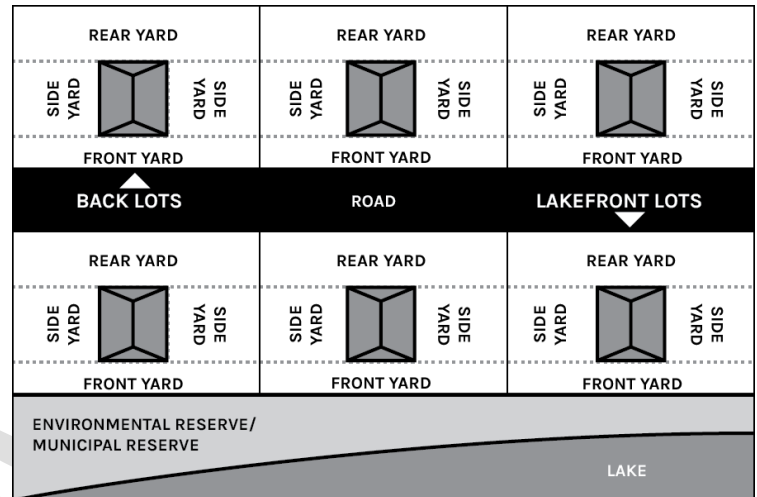 REAR YARD REAR YARD REAR YARD
SIDE YARD SIDE YARD SIDE YARD SIDE YARD SIDE YARD SIDE YARD
FRONT YARD FRONT YARD FRONT YARD
BACK LOTS ROAD LAKEFRONT LOTS
REAR YARD REAR YARD REAR YARD
SIDE YARD SIDE YARD SIDE YARD SIDE YARD SIDE YARD SIDE YARD
FRONT YARD FRONT YARD FRONT YARD
ENVIRONMENTAL RESERVE/
MUNICIPAL RESERVE
LAKE